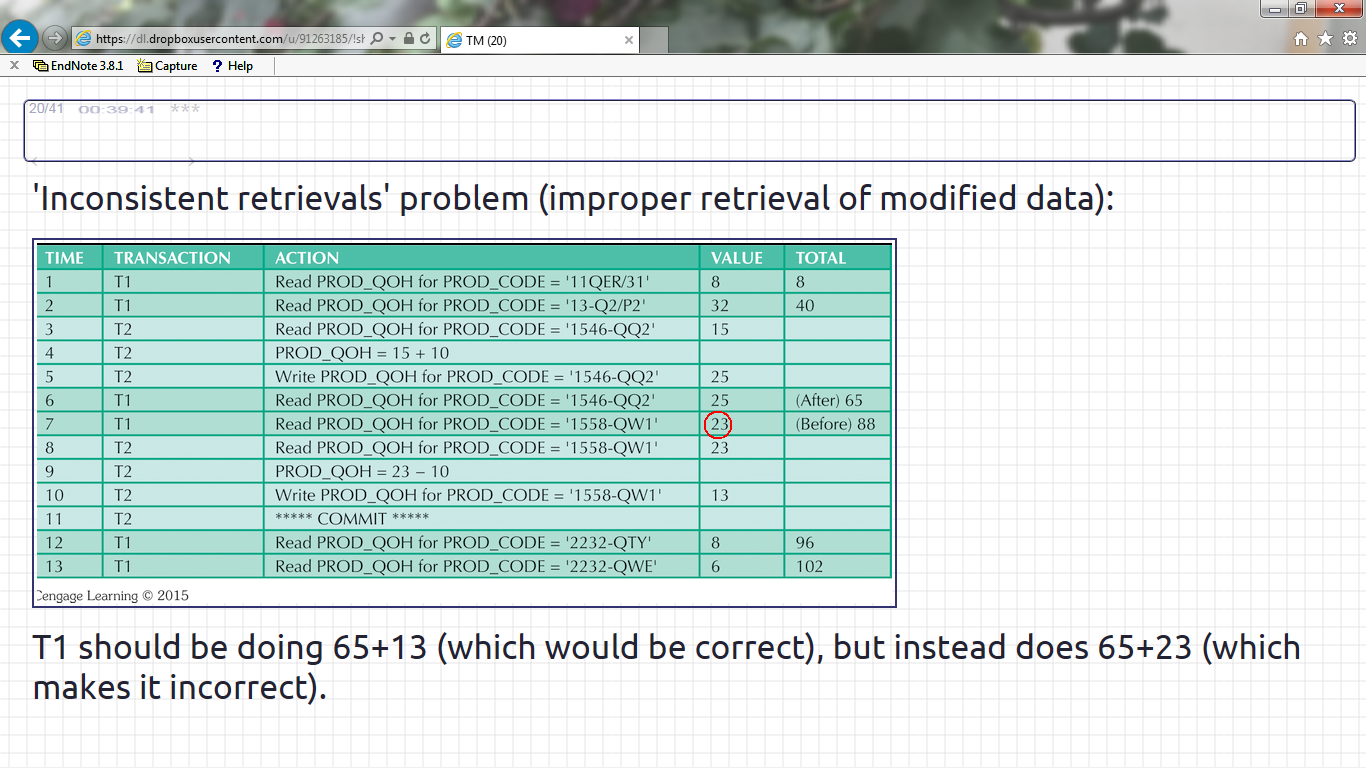 https://dl.dropboxusercontent.com/u/91263185/!sh
TM (20)
EndNote 3.8.1 Capture ? Help
20/41 00:39:41 ***
'Inconsistent retrievals' problem (improper retrieval of modified data):
TIME TRANSACTION ACTION VALUE TOTAL
1 T1 Read PROD_QOH for PROD_CODE = '11QER/31' 8 8
2 T1 Read PROD_QOH for PROD_CODE = '13-Q2/P2' 32 40
3 T2 Read PROD_QOH for PROD_CODE = '1546-QQ2' 15
4 T2 PROD_QOH = 15 + 10
5 T2 Write PROD_QOH for PROD_CODE = '1546-QQ2' 25
6 T1 Read PROD_QOH for PROD_CODE = '1546-QQ2' 25 (After) 65
7 T1 Read PROD_QOH for PROD_CODE = '1558-QW1' 23 (Before) 88
8 T2 Read PROD_QOH for PROD_CODE = '1558-QW1' 23
9 T2 PROD_QOH = 23 – 10
10 T2 Write PROD_QOH for PROD_CODE = '1558-QW1' 13
11 T2 ***** COMMIT *****
12 T1 Read PROD_QOH for PROD_CODE = '2232-QTY' 8 96
13 T1 Read PROD_QOH for PROD_CODE = '2232-QWE' 6 102
Cengage Learning © 2015
T1 should be doing 65+13 (which would be correct), but instead does 65+23 (which
makes it incorrect).